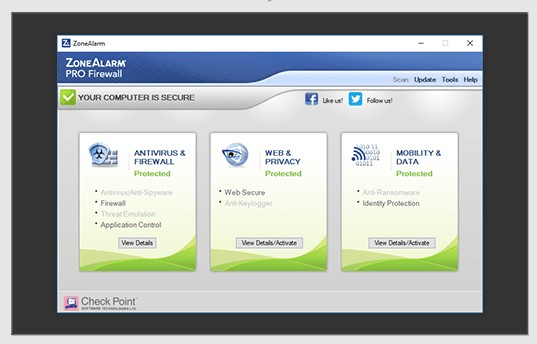 ZoneAlarm
ZONEALARM®
PRO Firewall
Scan Update Tools Help
YOUR COMPUTER IS SECURE
Like us! Follow us!
ANTIVIRUS &
FIREWALL
Protected
Antivirus/Anti-Spyware
Firewall
Threat Emulation
Application Control
View Details
WEB &
PRIVACY
Protected
Web Secure
Anti-Keylogger
View Details/Activate
MOBILITY &
DATA
Protected
Anti-Ransomware
Identity Protection
View Details/Activate
Check Point
SOFTWARE TECHNOLOGIES LTD.